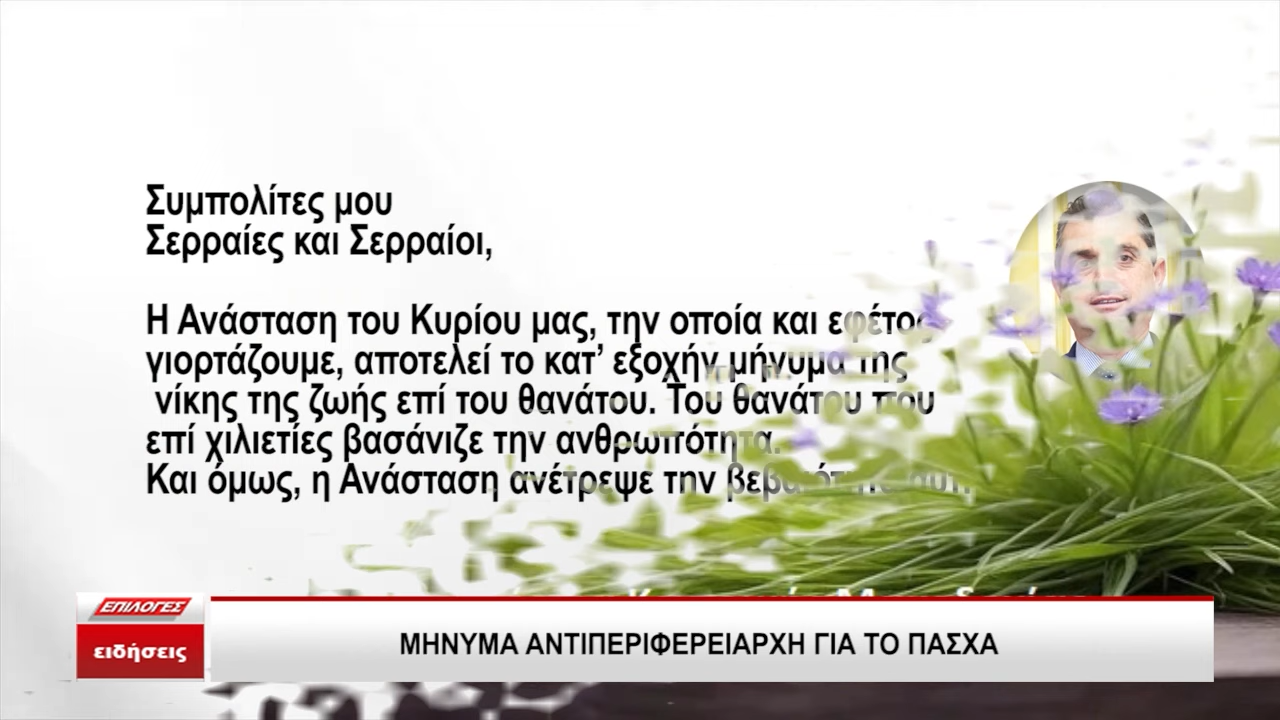 Συμπολίτες μου
Σερραίες και Σερραίοι,
Η Ανάσταση του Κυρίου μας, την οποία και εφέτος
γιορτάζουμε, αποτελεί το κατ’ εξοχήν μήνυμα της
νίκης της ζωής επί του θανάτου. Του θανάτου που
επί χιλιετίες βασάνιζε την ανθρωπότητα.
Και όμως, η Ανάσταση ανέτρεψε την βεβαιότητα
ΕΠΙΛΟΓΕΣ
ειδήσεις
ΜΗΝΥΜΑ ΑΝΤΙΠΕΡΙΦΕΡΕΙΑΡΧΗ ΓΙΑ ΤΟ ΠΑΣΧΑ